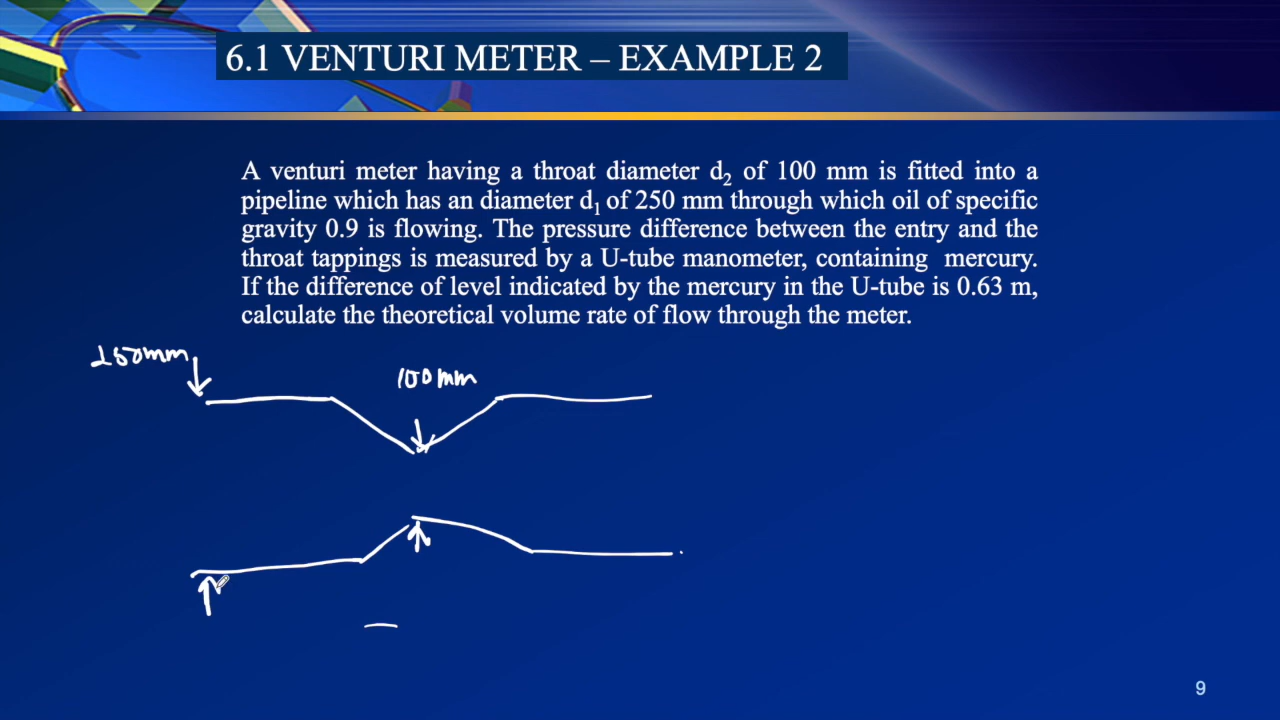 6.1 VENTURI METER – EXAMPLE 2
A venturi meter having a throat diameter d₂ of 100 mm is fitted into a
pipeline which has an diameter d₁ of 250 mm through which oil of specific
gravity 0.9 is flowing. The pressure difference between the entry and the
throat tappings is measured by a U-tube manometer, containing mercury.
If the difference of level indicated by the mercury in the U-tube is 0.63 m,
calculate the theoretical volume rate of flow through the meter.
250mm
100 mm
9